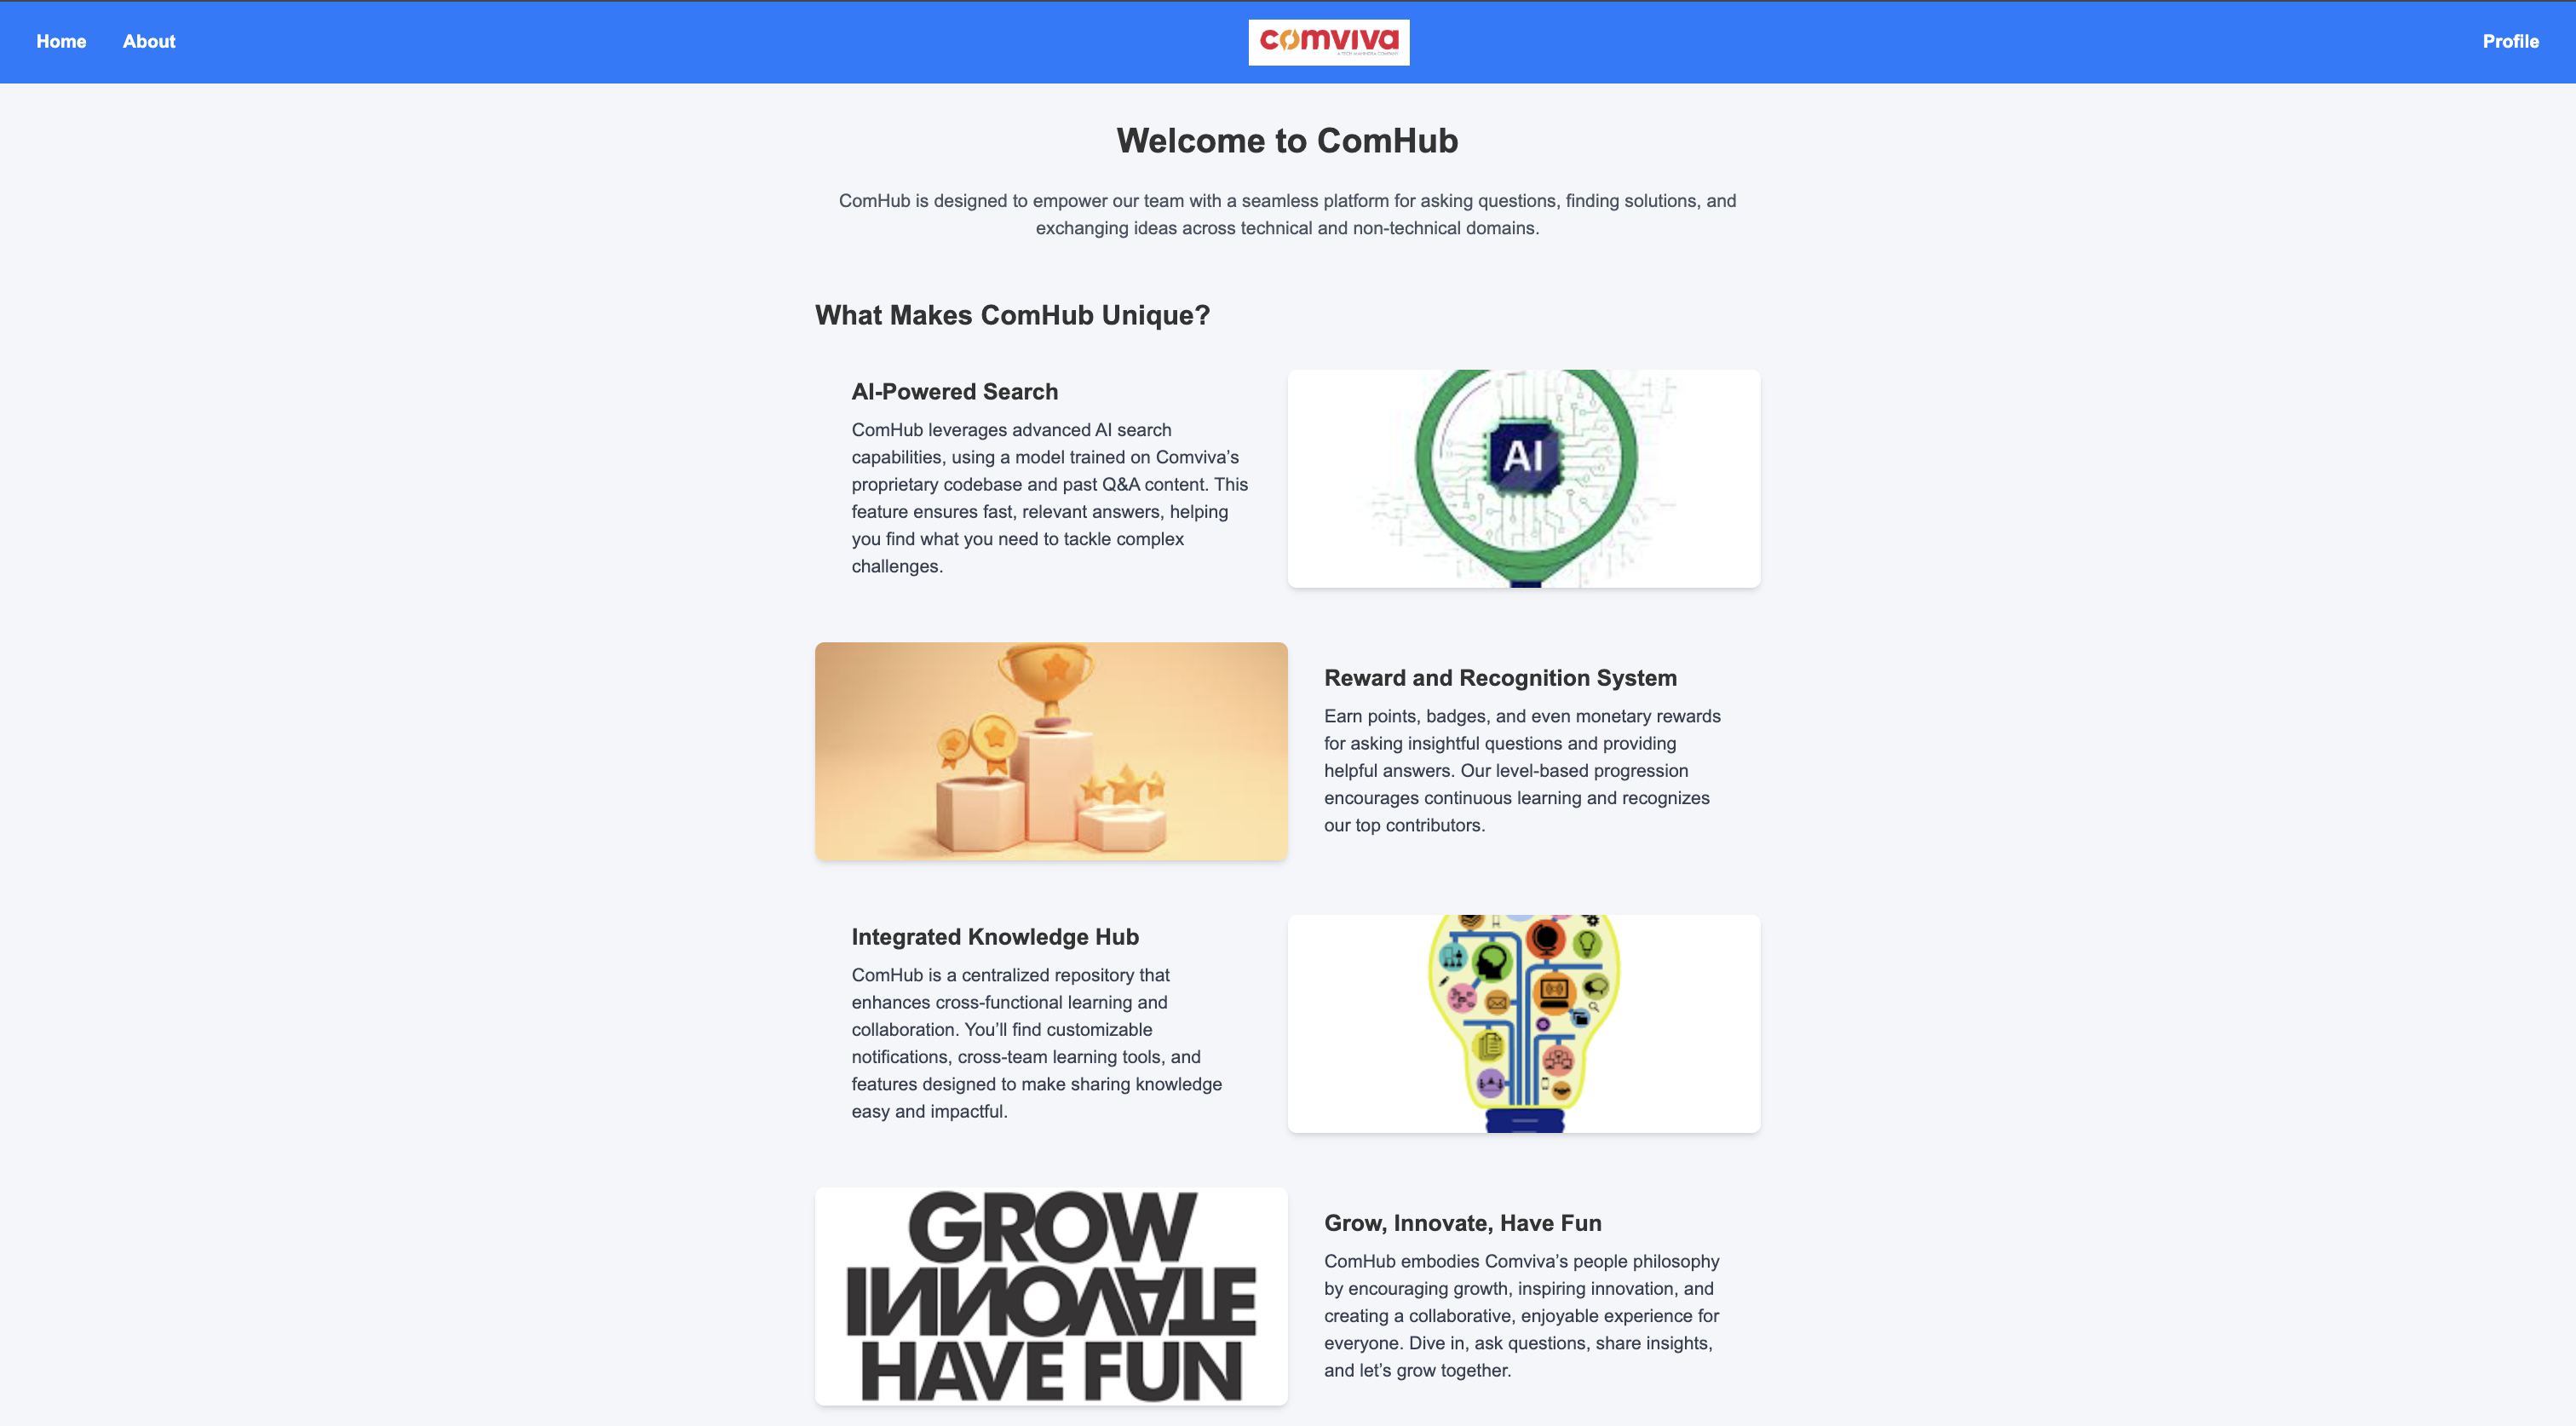 Home About comviva Profile
A TECH MAHINDRA COMPANY
Welcome to ComHub
ComHub is designed to empower our team with a seamless platform for asking questions, finding solutions, and
exchanging ideas across technical and non-technical domains.
What Makes ComHub Unique?
AI-Powered Search
ComHub leverages advanced AI search
capabilities, using a model trained on Comviva’s
proprietary codebase and past Q&A content. This
feature ensures fast, relevant answers, helping
you find what you need to tackle complex
challenges.
AI
Reward and Recognition System
Earn points, badges, and even monetary rewards
for asking insightful questions and providing
helpful answers. Our level-based progression
encourages continuous learning and recognizes
our top contributors.
Integrated Knowledge Hub
ComHub is a centralized repository that
enhances cross-functional learning and
collaboration. You’ll find customizable
notifications, cross-team learning tools, and
features designed to make sharing knowledge
easy and impactful.
GROW
INNOVATE
HAVE FUN
Grow, Innovate, Have Fun
ComHub embodies Comviva’s people philosophy
by encouraging growth, inspiring innovation, and
creating a collaborative, enjoyable experience for
everyone. Dive in, ask questions, share insights,
and let’s grow together.